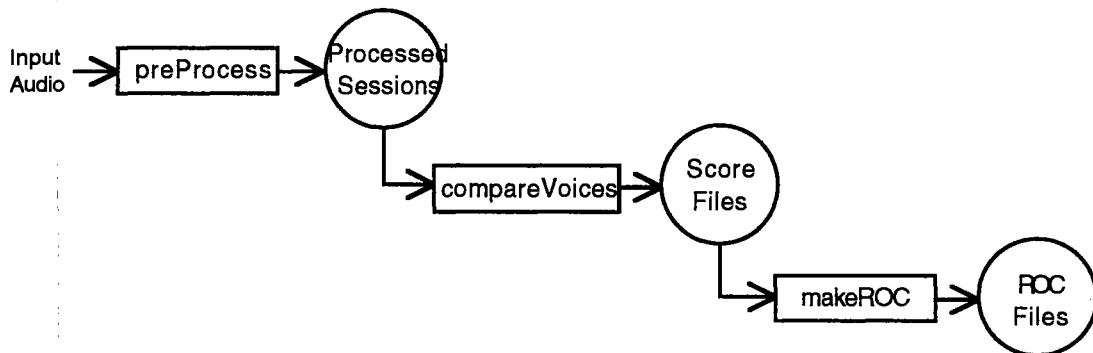 Input
Audio
preProcess
Processed
Sessions
compareVoices
Score
Files
makeROC
ROC
Files